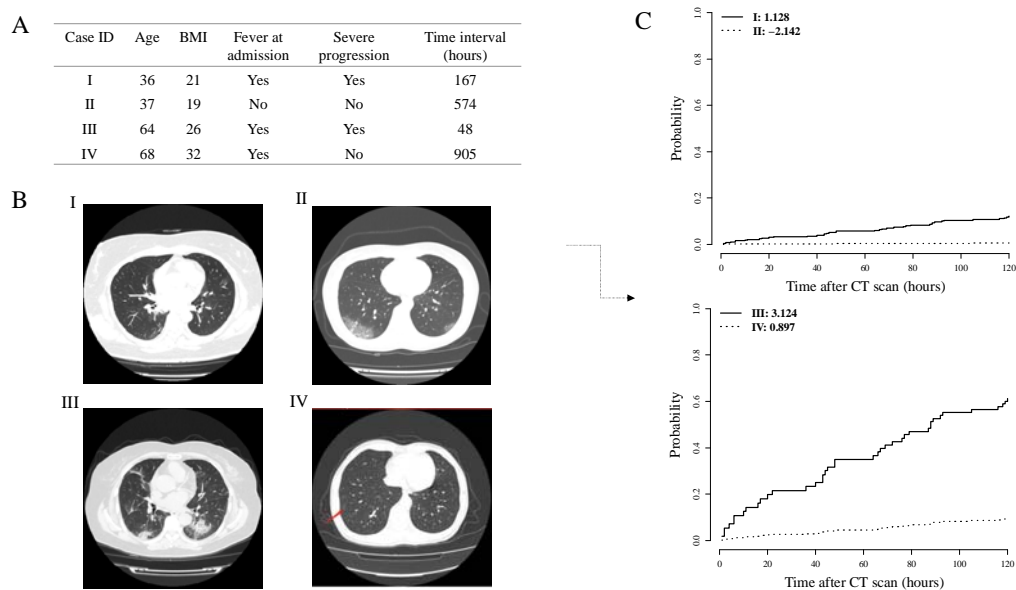 A
Case ID Age BMI Fever at admission Severe progression Time interval (hours)
I 36 21 Yes Yes 167
II 37 19 No No 574
III 64 26 Yes Yes 48
IV 68 32 Yes No 905
B
I
II
III
IV
C
I: 1.128
II: −2.142
Probability
1.0
0.8
0.6
0.4
0.2
0.0
0 20 40 60 80 100 120
Time after CT scan (hours)
III: 3.124
IV: 0.897
Probability
1.0
0.8
0.6
0.4
0.2
0.0
0 20 40 60 80 100 120
Time after CT scan (hours)